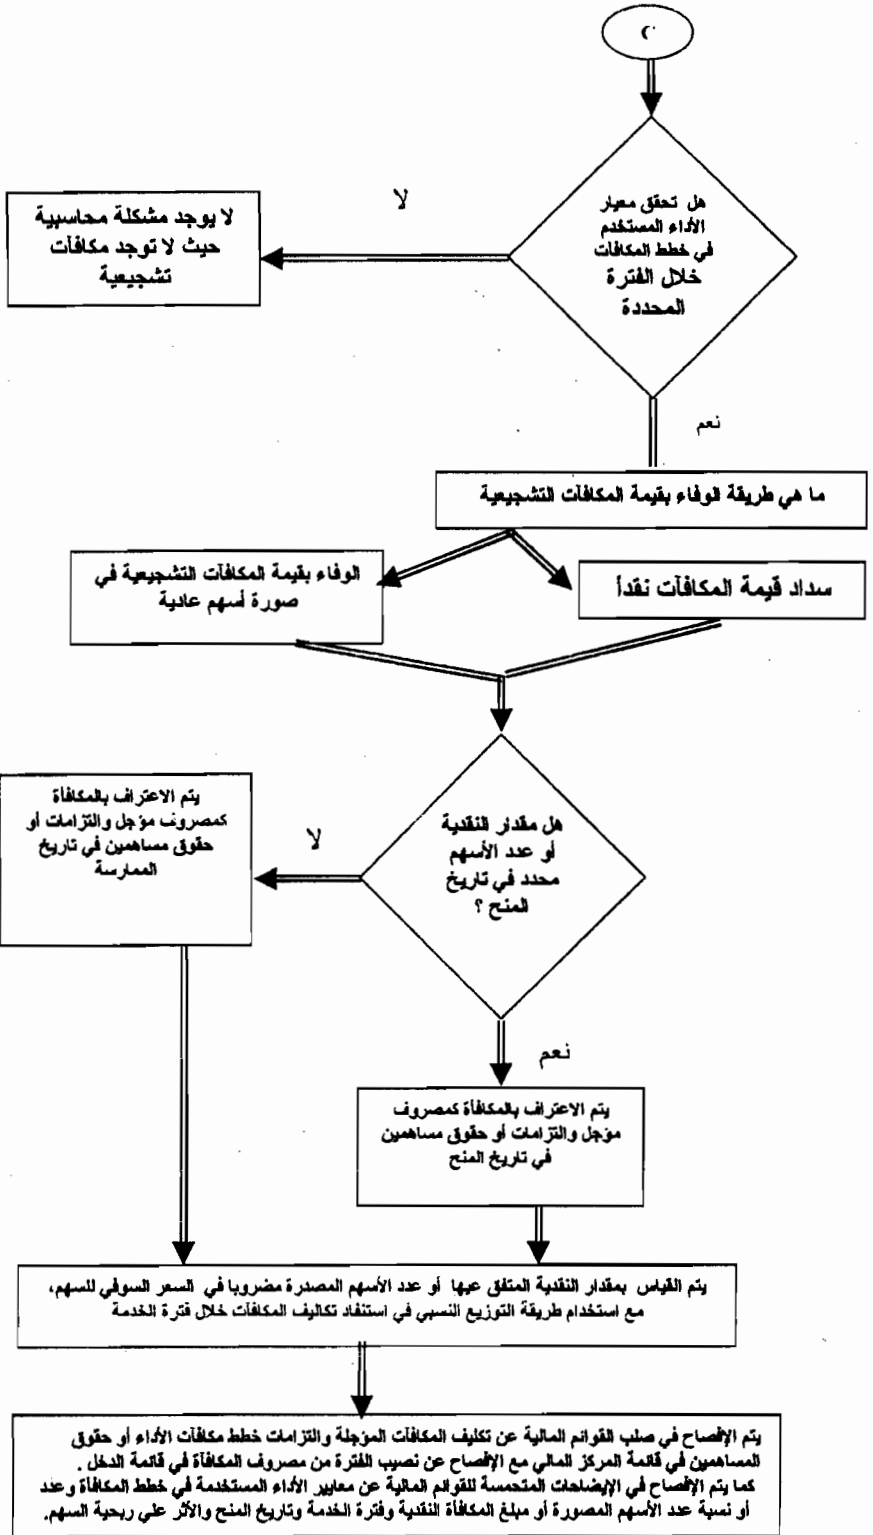 هل تحقق معيار
الأداء المستخدم
في خطط المكافآت
خلال الفترة
المحددة
لا
لا يوجد مشكلة محاسبية
حيث لا توجد مكافآت
تشجيعية
نعم
ما هي طريقة الوفاء بقيمة المكافآت التشجيعية
سداد قيمة المكافآت نقدأ
الوفاء بقيمة المكافآت التشجيعية في
صورة أسهم عادية
هل مقدار النقدية
أو عدد الأسهم
محدد في تاريخ
المنح ؟
لا
يتم الاعتراف بالمكافأة
كمصروف مؤجل والتزامات أو
حقوق مساهمين في تاريخ
الممارسة
نعم
يتم الاعتراف بالمكافأة كمصروف
مؤجل والتزامات أو حقوق مساهمين
في تاريخ المنح
يتم القياس بمقدار النقدية المتفق عيها أو عدد الأسهم المصدرة مضروبا في السعر السوفي للسهم،
مع استخدام طريقة التوزيع النسبي في استنفاد تكاليف المكافآت خلال فترة الخدمة
يتم الإفصاح في صلب القوائم المالية عن تكليف المكافآت المؤجلة والتزامات خطط مكافآت الأداء أو حقوق
المساهمين في قائمة المركز المالي مع الإفصاح عن نصيب الفترة من مصروف المكافأة في قائمة الدخل .
كما يتم الإفصاح في الإيضاحات المتحمسة للقوائم المالية عن معايير الأداء المستخدمة في خطط المكافأة وعدد
أو نسبة عدد الأسهم المصورة أو مبلغ المكافأة النقدية وفترة الخدمة وتاريخ المنح والأثر علي ربحية السهم.